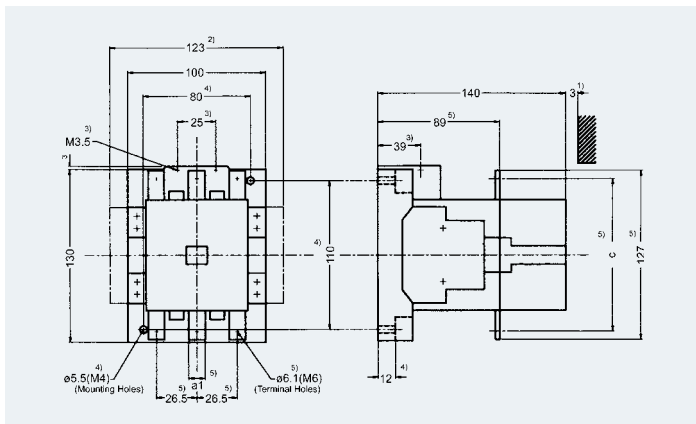 123 2)
100
80 4)
25 3)
M3.5 3)
3
130
110 4)
ø5.5(M4) 4)
(Mounting Holes)
a1 5)
26.5 5) 26.5 5)
ø6.1(M6) 5)
(Terminal Holes)
140
3 1)
89 5)
39 3)
c 5)
127 5)
12 4)